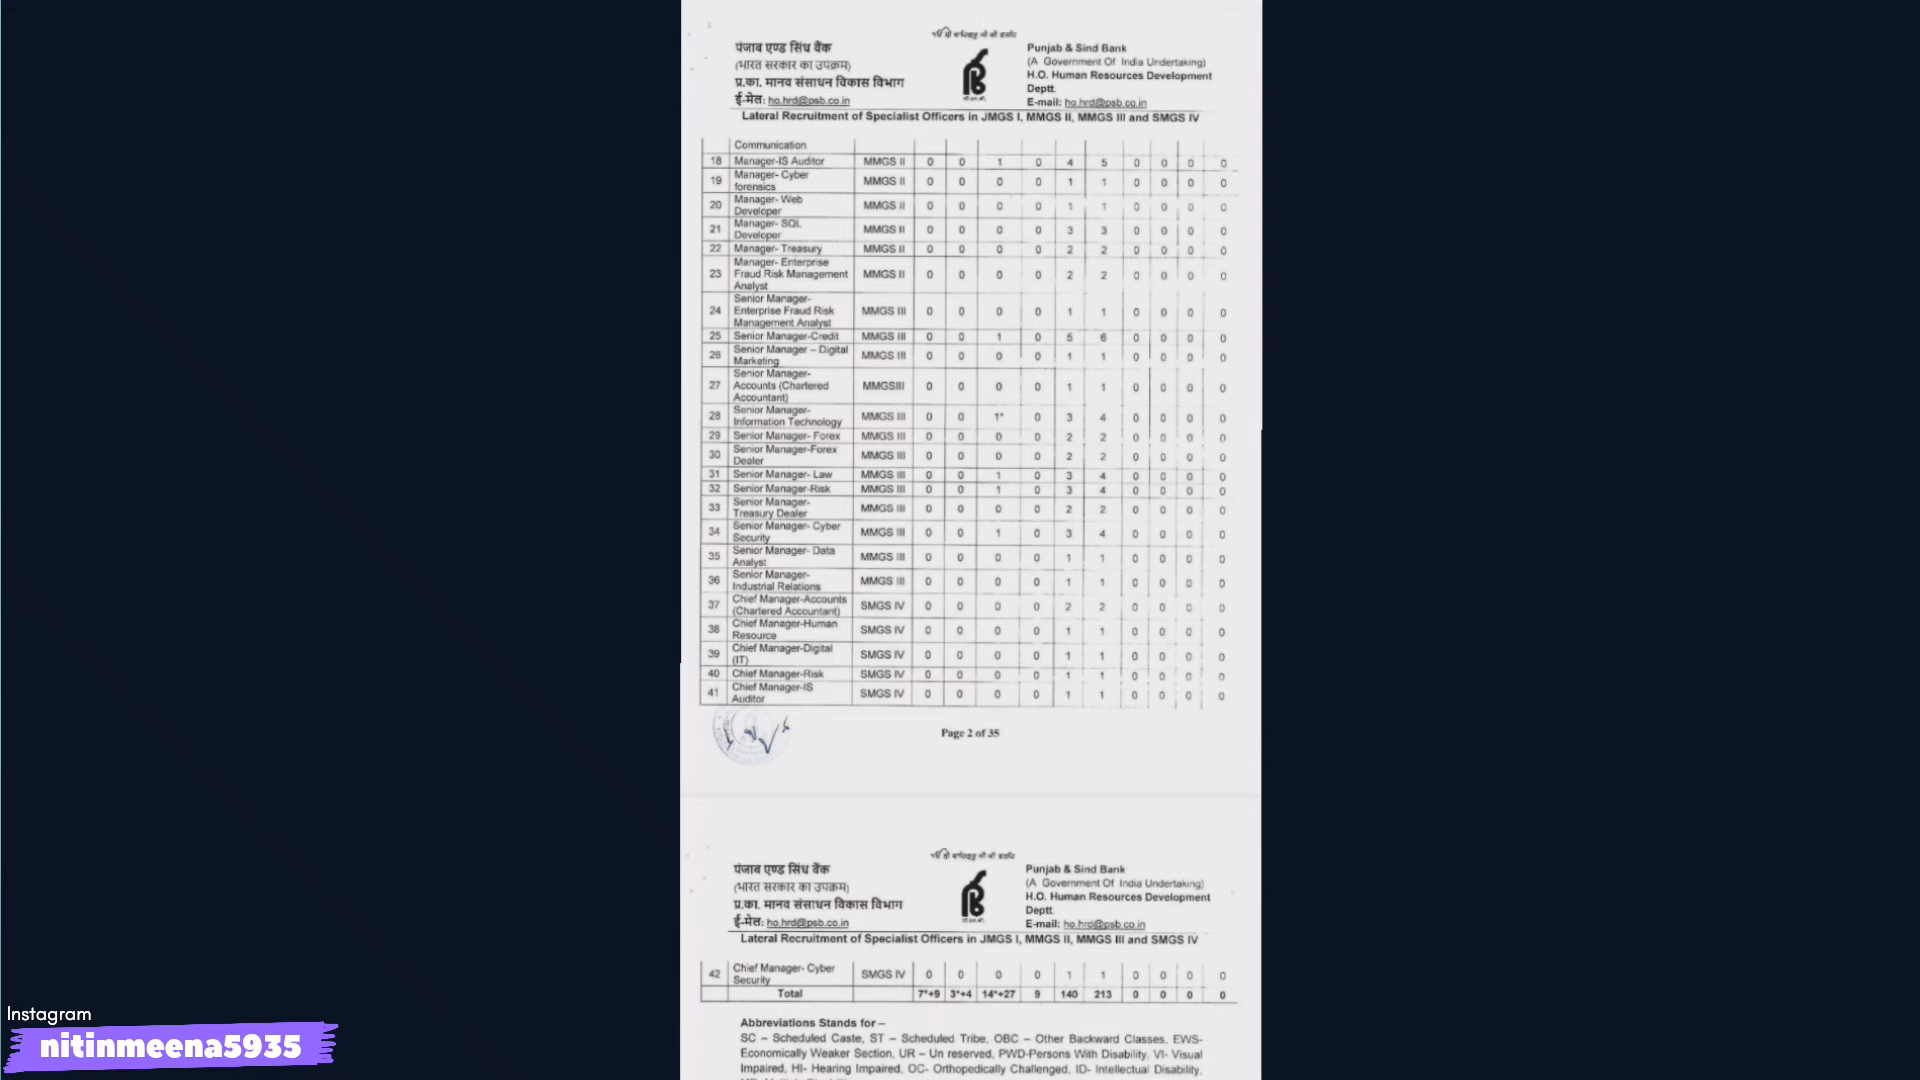 पंजाब एण्ड सिंध बैंक
(भारत सरकार का उपक्रम)
प्र.का. मानव संसाधन विकास विभाग
ई-मेल: ho.hrd@psb.co.in
Punjab & Sind Bank
(A Government Of India Undertaking)
H.O. Human Resources Development
Deptt.
E-mail: ho.hrd@psb.co.in
Lateral Recruitment of Specialist Officers in JMGS I, MMGS II, MMGS III and SMGS IV
Communication
18 Manager-IS Auditor MMGS II 0 0 1 0 4 5 0 0 0 0
19 Manager- Cyber forensics MMGS II 0 0 0 0 1 1 0 0 0 0
20 Manager- Web Developer MMGS II 0 0 0 0 1 1 0 0 0 0
21 Manager- SQL Developer MMGS II 0 0 0 0 3 3 0 0 0 0
22 Manager- Treasury MMGS II 0 0 0 0 2 2 0 0 0 0
23 Manager- Enterprise Fraud Risk Management Analyst MMGS II 0 0 0 0 2 2 0 0 0 0
24 Senior Manager- Enterprise Fraud Risk Management Analyst MMGS III 0 0 0 0 1 1 0 0 0 0
25 Senior Manager-Credit MMGS III 0 0 1 0 5 6 0 0 0 0
26 Senior Manager – Digital Marketing MMGS III 0 0 0 0 1 1 0 0 0 0
27 Senior Manager- Accounts (Chartered Accountant) MMGSIII 0 0 0 0 1 1 0 0 0 0
28 Senior Manager- Information Technology MMGS III 0 0 1* 0 3 4 0 0 0 0
29 Senior Manager- Forex MMGS III 0 0 0 0 2 2 0 0 0 0
30 Senior Manager-Forex Dealer MMGS III 0 0 0 0 2 2 0 0 0 0
31 Senior Manager- Law MMGS III 0 0 1 0 3 4 0 0 0 0
32 Senior Manager-Risk MMGS III 0 0 1 0 3 4 0 0 0 0
33 Senior Manager- Treasury Dealer MMGS III 0 0 0 0 2 2 0 0 0 0
34 Senior Manager- Cyber Security MMGS III 0 0 1 0 3 4 0 0 0 0
35 Senior Manager- Data Analyst MMGS III 0 0 0 0 1 1 0 0 0 0
36 Senior Manager- Industrial Relations MMGS III 0 0 0 0 1 1 0 0 0 0
37 Chief Manager-Accounts (Chartered Accountant) SMGS IV 0 0 0 0 2 2 0 0 0 0
38 Chief Manager-Human Resource SMGS IV 0 0 0 0 1 1 0 0 0 0
39 Chief Manager-Digital (IT) SMGS IV 0 0 0 0 1 1 0 0 0 0
40 Chief Manager-Risk SMGS IV 0 0 0 0 1 1 0 0 0 0
41 Chief Manager-IS Auditor SMGS IV 0 0 0 0 1 1 0 0 0 0
Page 2 of 35
पंजाब एण्ड सिंध बैंक
(भारत सरकार का उपक्रम)
प्र.का. मानव संसाधन विकास विभाग
ई-मेल: ho.hrd@psb.co.in
Punjab & Sind Bank
(A Government Of India Undertaking)
H.O. Human Resources Development
Deptt.
E-mail: ho.hrd@psb.co.in
Lateral Recruitment of Specialist Officers in JMGS I, MMGS II, MMGS III and SMGS IV
42 Chief Manager- Cyber Security SMGS IV 0 0 0 0 1 1 0 0 0 0
Total 7*+9 3*+4 14*+27 9 140 213 0 0 0 0
Abbreviations Stands for –
SC – Scheduled Caste, ST – Scheduled Tribe, OBC – Other Backward Classes, EWS-
Economically Weaker Section, UR – Un reserved, PWD-Persons With Disability, VI- Visual
Impaired, HI- Hearing Impaired, OC- Orthopedically Challenged, ID- Intellectual Disability,
Instagram
nitinmeena5935